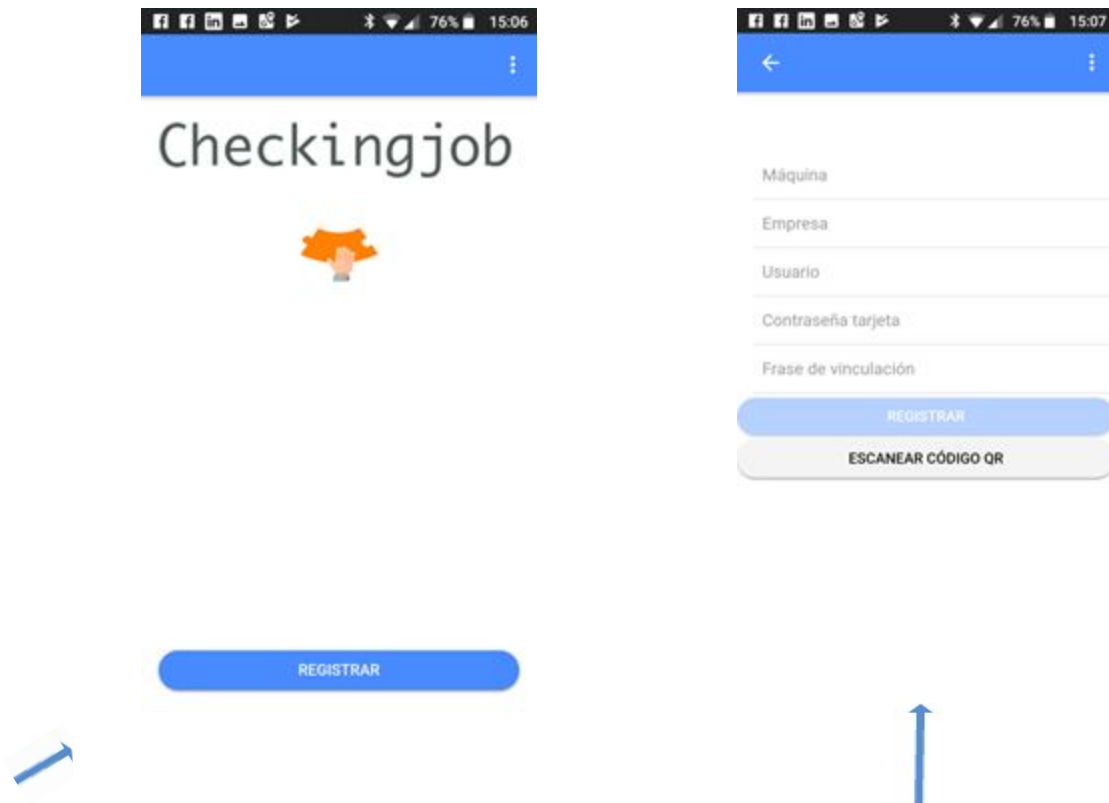 76% 15:06
Checkingjob
REGISTRAR
76% 15:07
Máquina
Empresa
Usuario
Contraseña tarjeta
Frase de vinculación
REGISTRAR
ESCANEAR CÓDIGO QR